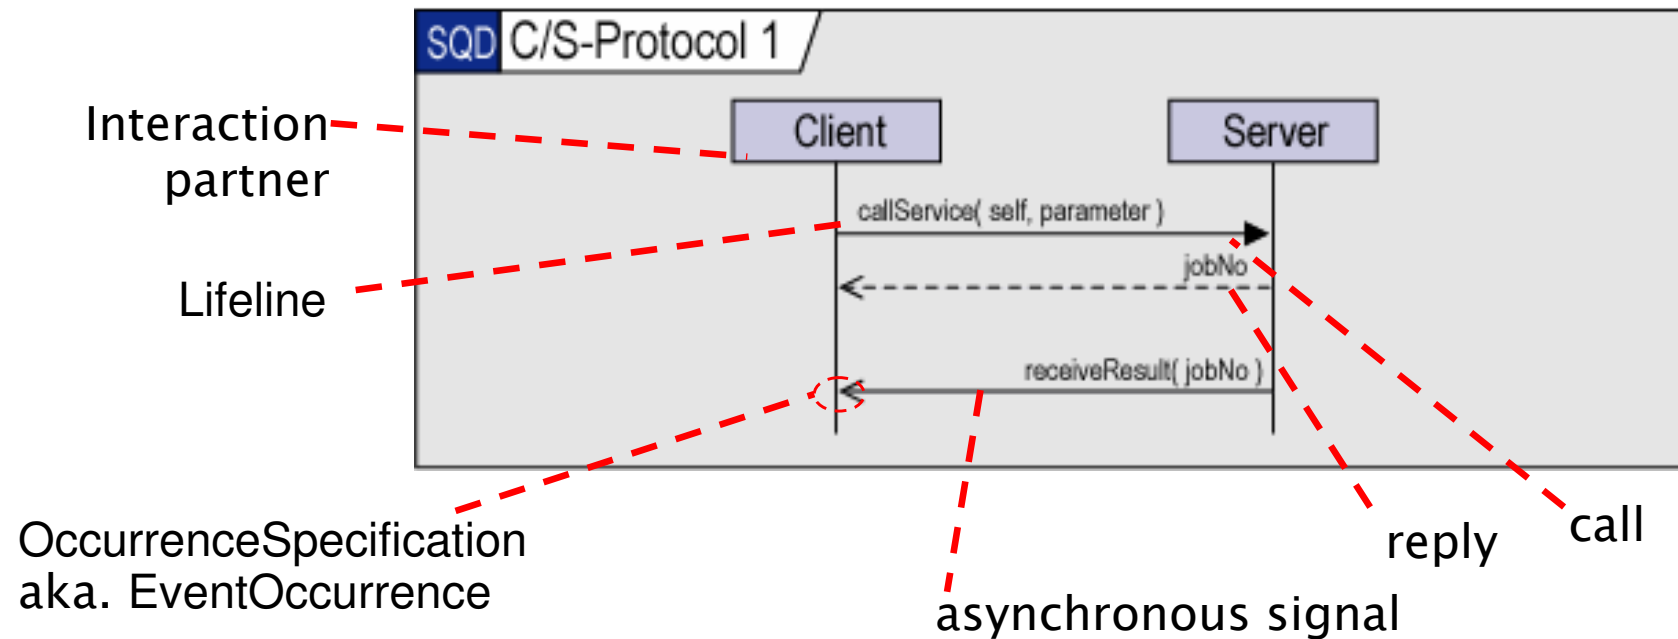 SQD C/S-Protocol 1
Interaction
partner
Client
Server
callService( self, parameter )
Lifeline
jobNo
receiveResult( jobNo )
OccurrenceSpecification
aka. EventOccurrence
reply
call
asynchronous signal